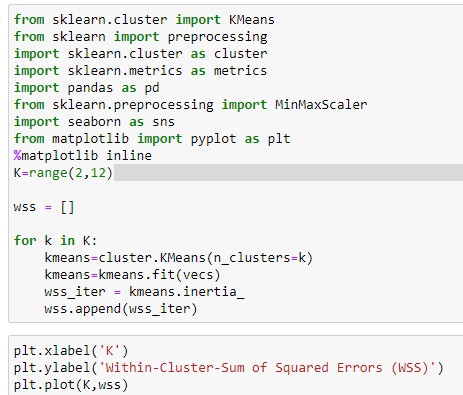 from sklearn.cluster import KMeans
from sklearn import preprocessing
import sklearn.cluster as cluster
import sklearn.metrics as metrics
import pandas as pd
from sklearn.preprocessing import MinMaxScaler
import seaborn as sns
from matplotlib import pyplot as plt
%matplotlib inline
K=range(2,12)
wss = []
for k in K:
    kmeans=cluster.KMeans(n_clusters=k)
    kmeans=kmeans.fit(vecs)
    wss_iter = kmeans.inertia_
    wss.append(wss_iter)
plt.xlabel('K')
plt.ylabel('Within-Cluster-Sum of Squared Errors (WSS)')
plt.plot(K,wss)